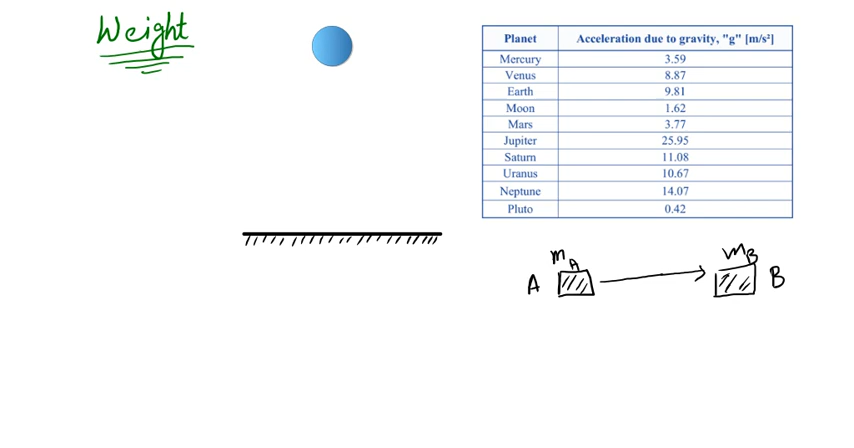 Weight
Planet Acceleration due to gravity, "g" [m/s²]
Mercury 3.59
Venus 8.87
Earth 9.81
Moon 1.62
Mars 3.77
Jupiter 25.95
Saturn 11.08
Uranus 10.67
Neptune 14.07
Pluto 0.42
mA mB
A B